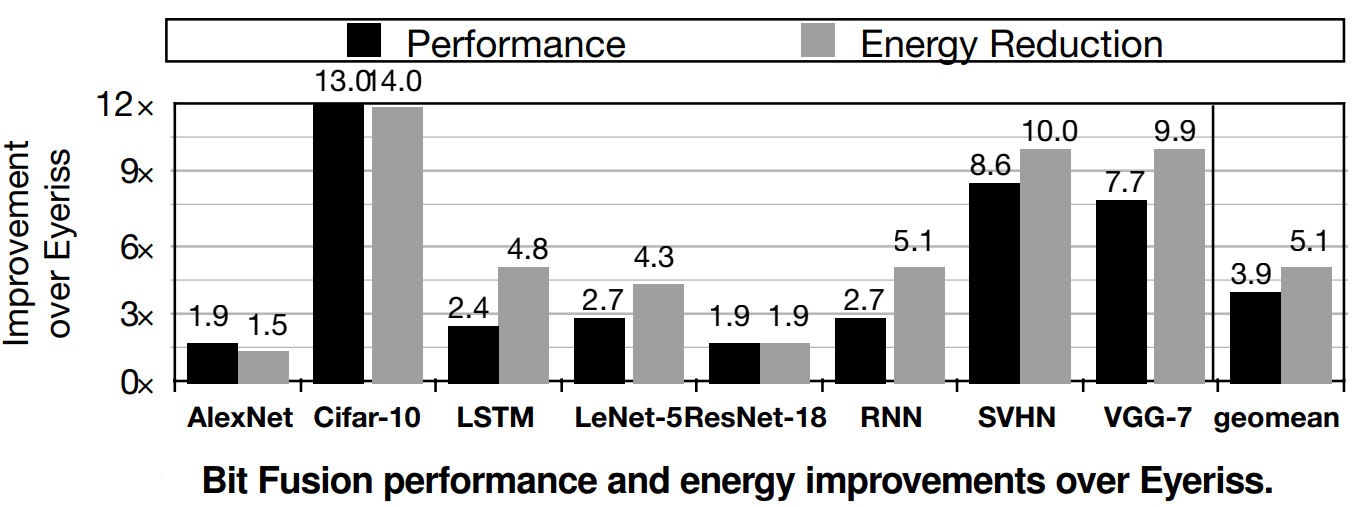 Performance Energy Reduction
13.0 14.0
12×
9×
6×
3×
0×
Improvement
over Eyeriss
1.9 1.5
2.4 4.8
2.7 4.3
1.9 1.9
2.7 5.1
8.6 10.0
7.7 9.9
3.9 5.1
AlexNet Cifar-10 LSTM LeNet-5 ResNet-18 RNN SVHN VGG-7 geomean
Bit Fusion performance and energy improvements over Eyeriss.